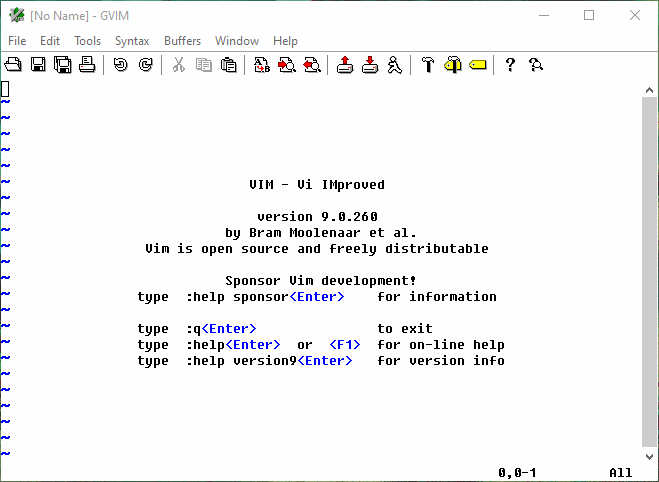 [No Name] - GVIM
File Edit Tools Syntax Buffers Window Help
~
~
~
~
~
~ VIM - Vi IMproved
~
~ version 9.0.260
~ by Bram Moolenaar et al.
~ Vim is open source and freely distributable
~
~ Sponsor Vim development!
~ type :help sponsor<Enter> for information
~
~ type :q<Enter> to exit
~ type :help<Enter> or <F1> for on-line help
~ type :help version9<Enter> for version info
~
~
~
~
~
~
0,0-1 All